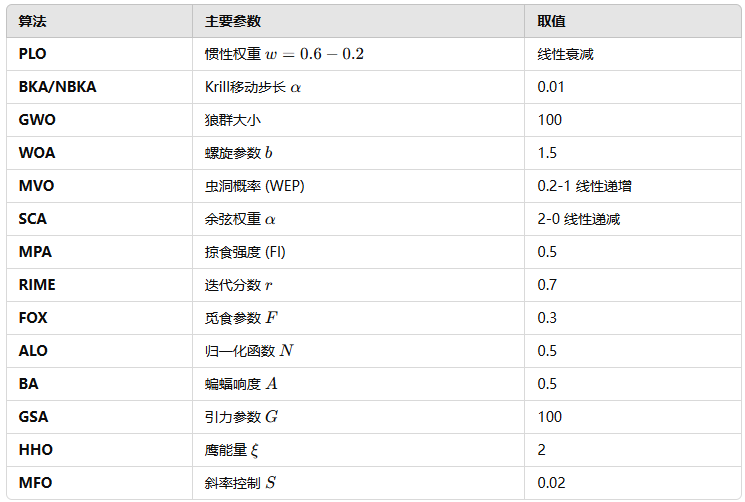 算法 主要参数 取值
PLO 惯性权重 w = 0.6 − 0.2 线性衰减
BKA/NBKA Krill移动步长 α 0.01
GWO 狼群大小 100
WOA 螺旋参数 b 1.5
MVO 虫洞概率 (WEP) 0.2-1 线性递增
SCA 余弦权重 α 2-0 线性递减
MPA 掠食强度 (FI) 0.5
RIME 迭代分数 r 0.7
FOX 觅食参数 F 0.3
ALO 归一化函数 N 0.5
BA 蝙蝠响度 A 0.5
GSA 引力参数 G 100
HHO 鹰能量 ξ 2
MFO 斜率控制 S 0.02